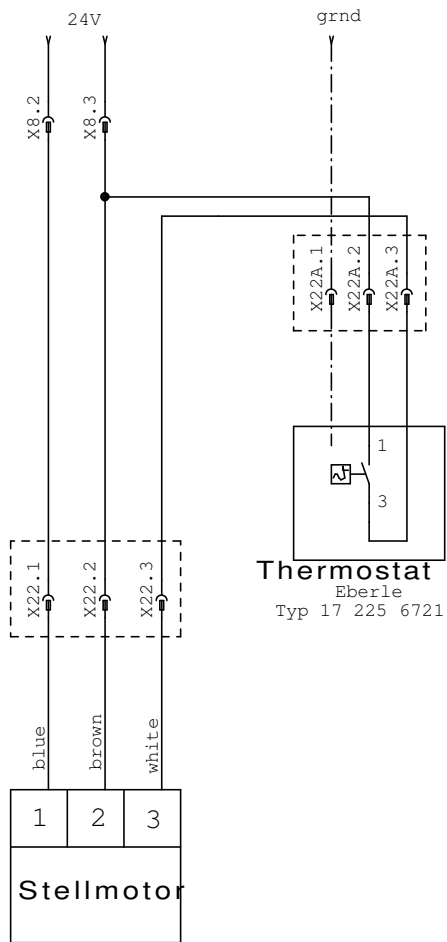 24V
grnd
X8.2
X8.3
X22A.1
X22A.2
X22A.3
1
3
Thermostat
Eberle
Typ 17 225 6721
X22.1
X22.2
X22.3
blue
brown
white
1 2 3
Stellmotor